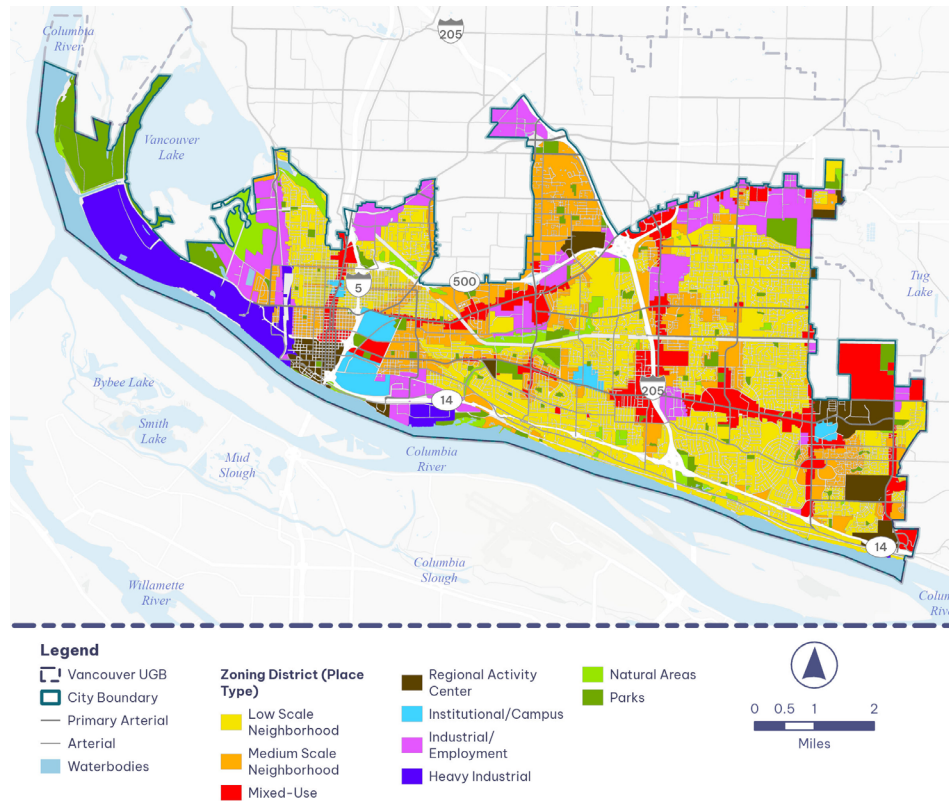 205
Columbia
River
Vancouver
Lake
5
500
Tug
Lake
205
14
Bybee Lake
Smith
Lake
Mud
Slough
Columbia
River
14
Columbia
Slough
Willamette
River
Colum
Rive
Legend
Vancouver UGB
City Boundary
Primary Arterial
Arterial
Waterbodies
Zoning District (Place
Type)
Low Scale
Neighborhood
Medium Scale
Neighborhood
Mixed-Use
Regional Activity
Center
Institutional/Campus
Industrial/
Employment
Heavy Industrial
Natural Areas
Parks
0 0.5 1 2
Miles